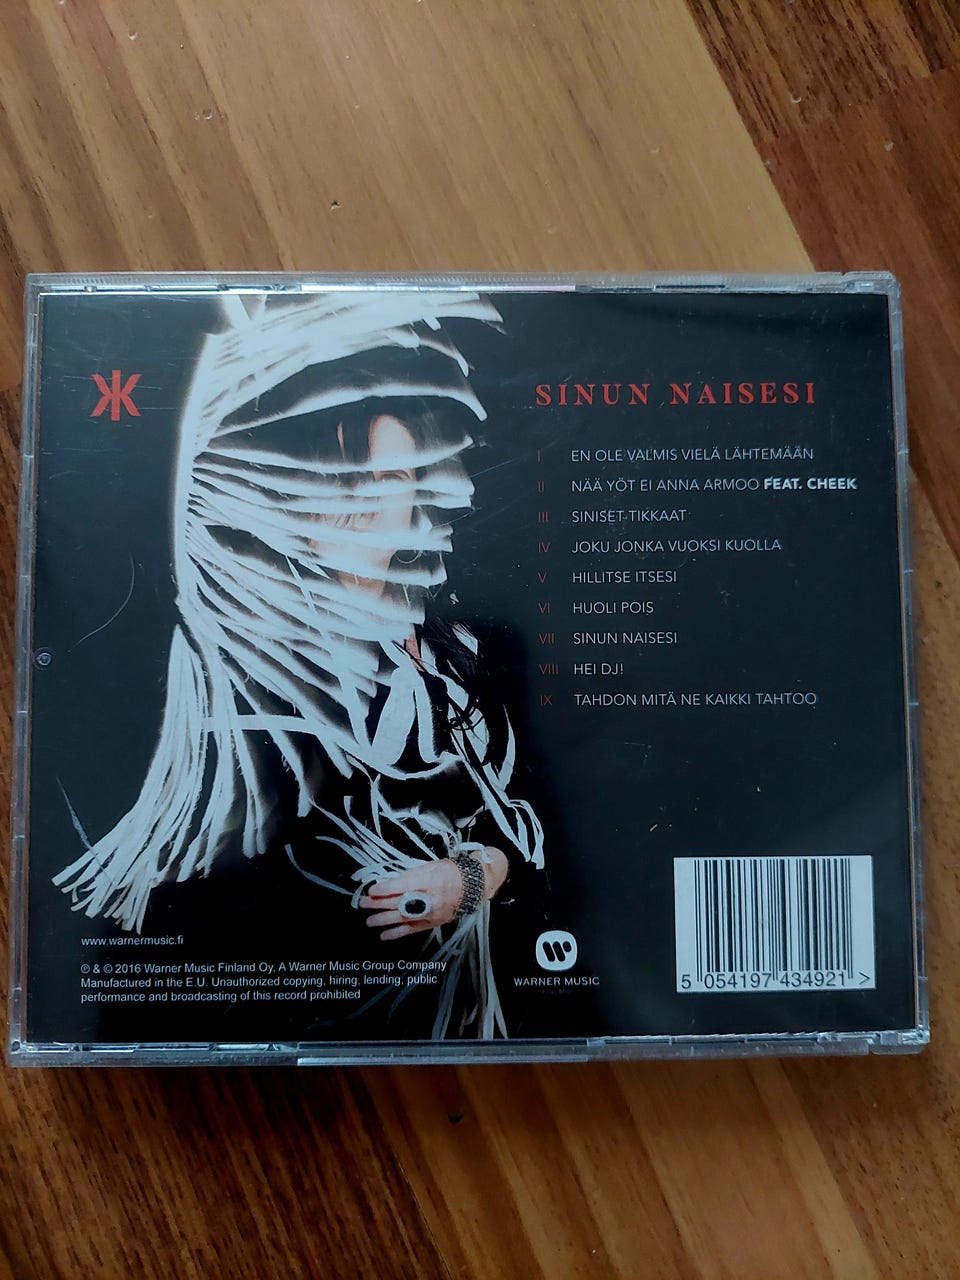 SINUN NAISESI
I EN OLE VALMIS VIELÄ LÄHTEMÄÄN
II NÄÄ YÖT EI ANNA ARMOO FEAT. CHEEK
III SINISET TIKKAAT
IV JOKU JONKA VUOKSI KUOLLA
V HILLITSE ITSESI
VI HUOLI POIS
VII SINUN NAISESI
VIII HEI DJ!
IX TAHDON MITÄ NE KAIKKI TAHTOO
www.warnermusic.fi
℗ & © 2016 Warner Music Finland Oy, A Warner Music Group Company
Manufactured in the E.U. Unauthorized copying, hiring, lending, public
performance and broadcasting of this record prohibited
WARNER MUSIC
5 054197 434921 >